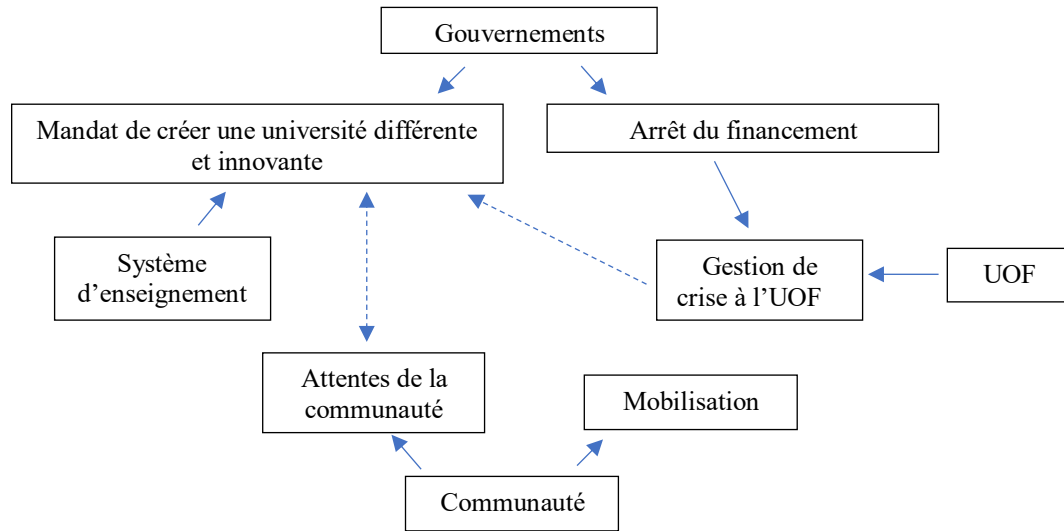 Gouvernements
Mandat de créer une université différente
et innovante
Arrêt du financement
Système
d’enseignement
Gestion de
crise à l’UOF
UOF
Attentes de la
communauté
Mobilisation
Communauté